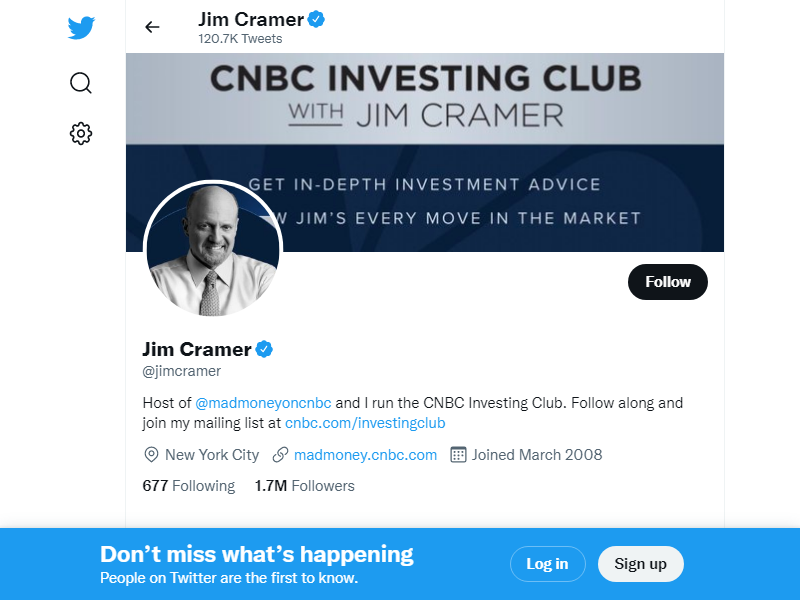 Jim Cramer
120.7K Tweets
CNBC INVESTING CLUB
WITH JIM CRAMER
GET IN-DEPTH INVESTMENT ADVICE
JIM'S EVERY MOVE IN THE MARKET
Follow
Jim Cramer
@jimcramer
Host of @madmoneyoncnbc and I run the CNBC Investing Club. Follow along and
join my mailing list at cnbc.com/investingclub
New York City madmoney.cnbc.com Joined March 2008
677 Following 1.7M Followers
Don’t miss what’s happening
People on Twitter are the first to know.
Log in
Sign up